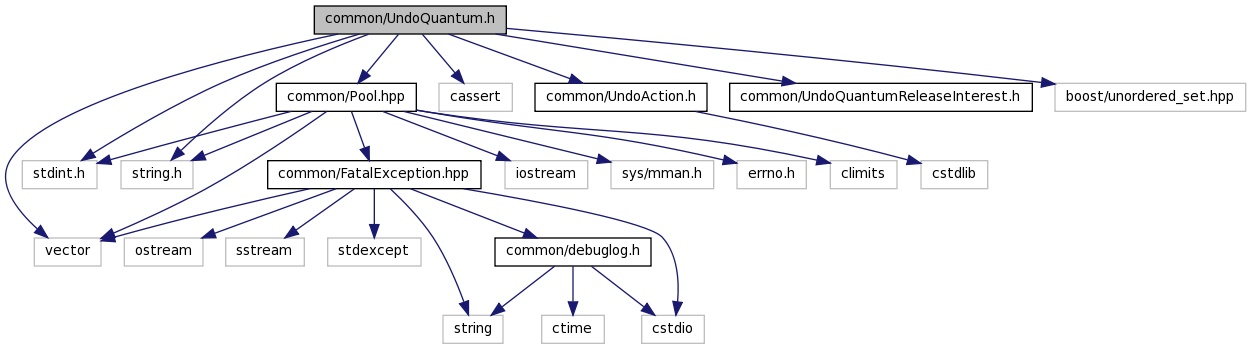 common/UndoQuantum.h
common/Pool.hpp
cassert
common/UndoAction.h
common/UndoQuantumReleaseInterest.h
boost/unordered_set.hpp
stdint.h
string.h
common/FatalException.hpp
iostream
sys/mman.h
errno.h
climits
cstdlib
vector
ostream
sstream
stdexcept
common/debuglog.h
string
ctime
cstdio